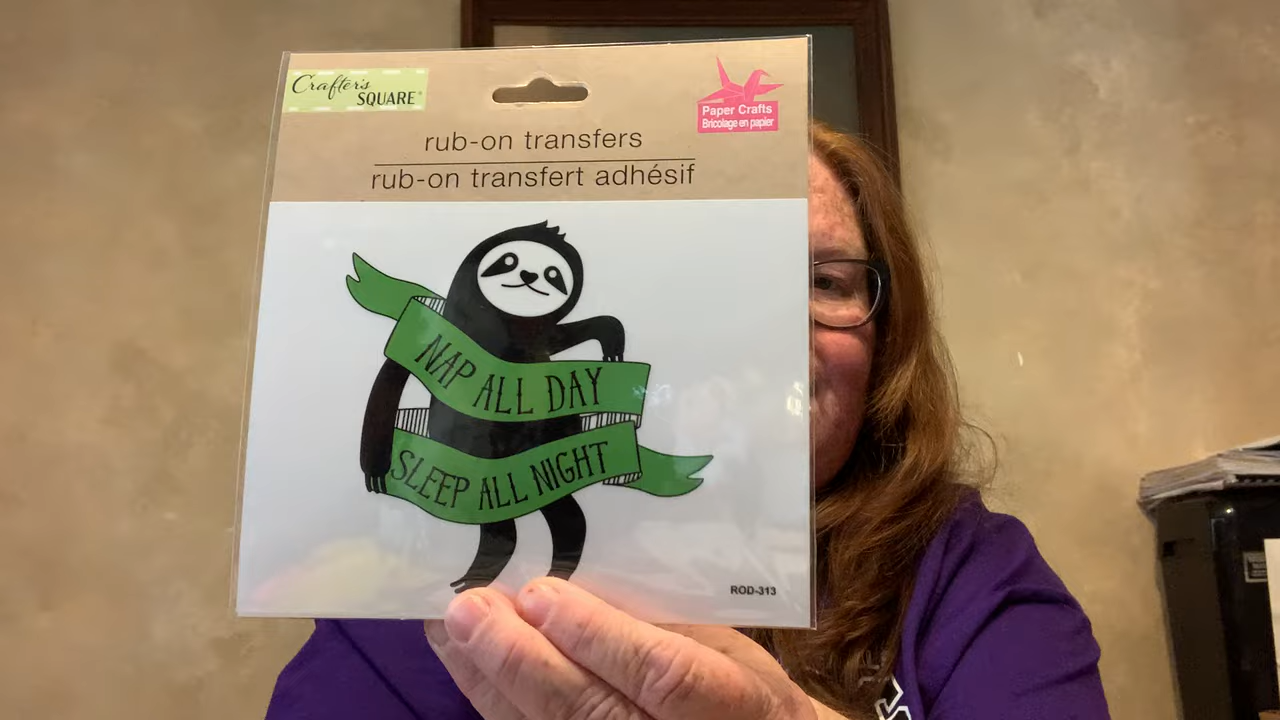 Crafter's
SQUARE®
Paper Crafts
Bricolage en papier
rub-on transfers
rub-on transfert adhésif
NAP ALL DAY
SLEEP ALL NIGHT
ROD-313